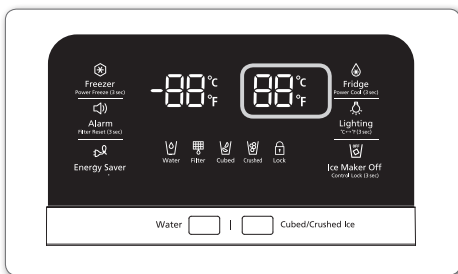 Freezer
Power Freeze (3 sec)
Alarm
Filter Reset (3 sec)
Energy Saver
-88 °C
°F
88 °C
°F
Water
Filter
Cubed
Crushed
Lock
Fridge
Power Cool (3 sec)
Lighting
°C↔°F (3 sec)
Ice Maker Off
Control Lock (3 sec)
Water
Cubed/Crushed Ice